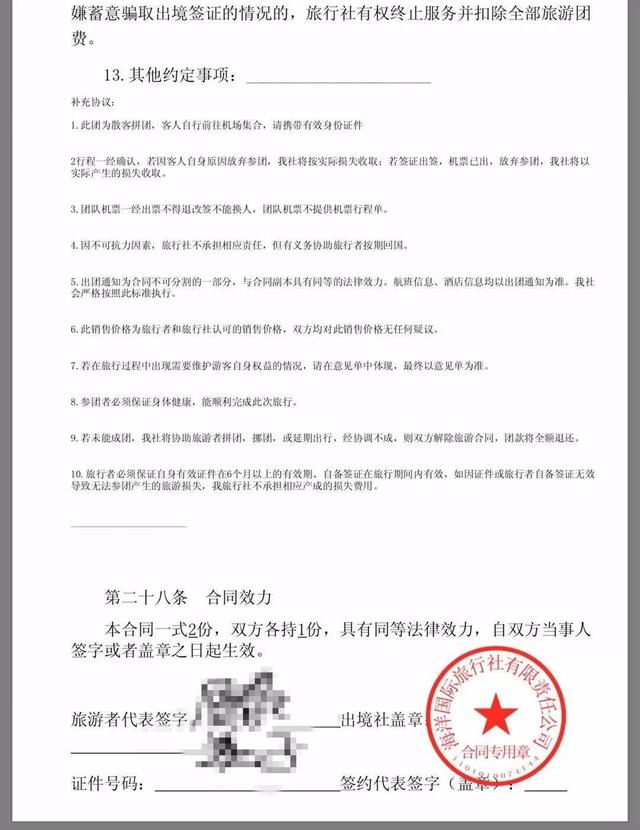 嫌蓄意骗取出境签证的情况的，旅行社有权终止服务并扣除全部旅游团
费。
13.其他约定事项：
补充协议：
1.此团为散客拼团，客人自行前往机场集合，请携带有效身份证件
2行程一经确认，若因客人自身原因放弃参团，我社将按实际损失收取；若签证出签，机票已出，放弃参团，我社将以
实际产生的损失收取。
3.团队机票一经出票不得退改签不能换人，团队机票不提供机票行程单。
4.因不可抗力因素，旅行社不承担相应责任，但有义务协助旅行者按期回国。
5.出团通知为合同不可分割的一部分，与合同副本具有同等的法律效力。航班信息、酒店信息均以出团通知为准。我社
会严格按照此标准执行。
6.此销售价格为旅行者和旅行社认可的销售价格，双方均对此销售价格无任何疑议。
7.若在旅行过程中出现需要维护游客自身权益的情况，请在意见单中体现，最终以意见单为准。
8.参团者必须保证身体健康，能顺利完成此次旅行。
9.若未能成团，我社将协助旅游者拼团，挪团，或延期出行，经协调不成，则双方解除旅游合同，团款将全额退还。
10.旅行者必须保证自身有效证件在6个月以上的有效期、自备签证在旅行期间内有效，如因证件或旅行者自备签证无效
导致无法参团产生的旅游损失，我旅行社不承担相应产成的损失费用。
第二十八条 合同效力
本合同一式2份，双方各持1份，具有同等法律效力，自双方当事人
签字或者盖章之日起生效。
旅游者代表签字 出境社盖章：
海洋国际旅行社有限责任公司
合同专用章
1101020074144
证件号码： 签约代表签字（盖章）：